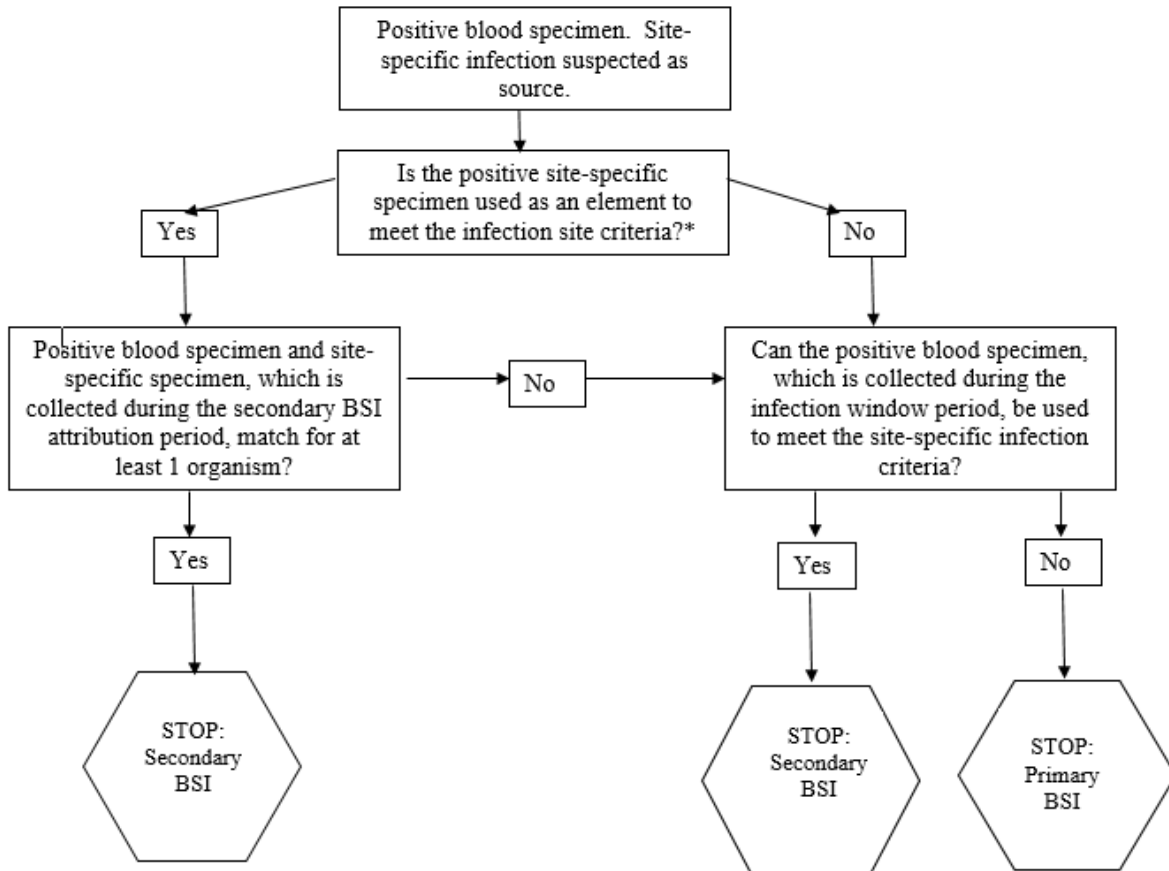 Positive blood specimen.  Site-
specific infection suspected as
source.
Is the positive site-specific
specimen used as an element to
meet the infection site criteria?*
Yes
No
Positive blood specimen and site-
specific specimen, which is
collected during the secondary BSI
attribution period, match for at
least 1 organism?
No
Can the positive blood specimen,
which is collected during the
infection window period, be used
to meet the site-specific infection
criteria?
Yes
Yes
No
STOP:
Secondary
BSI
STOP:
Secondary
BSI
STOP:
Primary
BSI